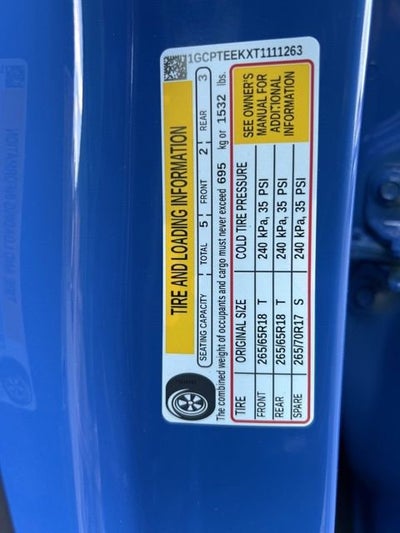 1GCPTEEKXT1111263
TIRE AND LOADING INFORMATION
SEATING CAPACITY | TOTAL 5 | FRONT 2 | REAR 3
The combined weight of occupants and cargo must never exceed 695 kg or 1532 lbs.
TIRE ORIGINAL SIZE COLD TIRE PRESSURE
FRONT 265/65R18 T 240 kPa, 35 PSI
REAR 265/65R18 T 240 kPa, 35 PSI
SPARE 265/70R17 S 240 kPa, 35 PSI
SEE OWNER'S
MANUAL FOR
ADDITIONAL
INFORMATION